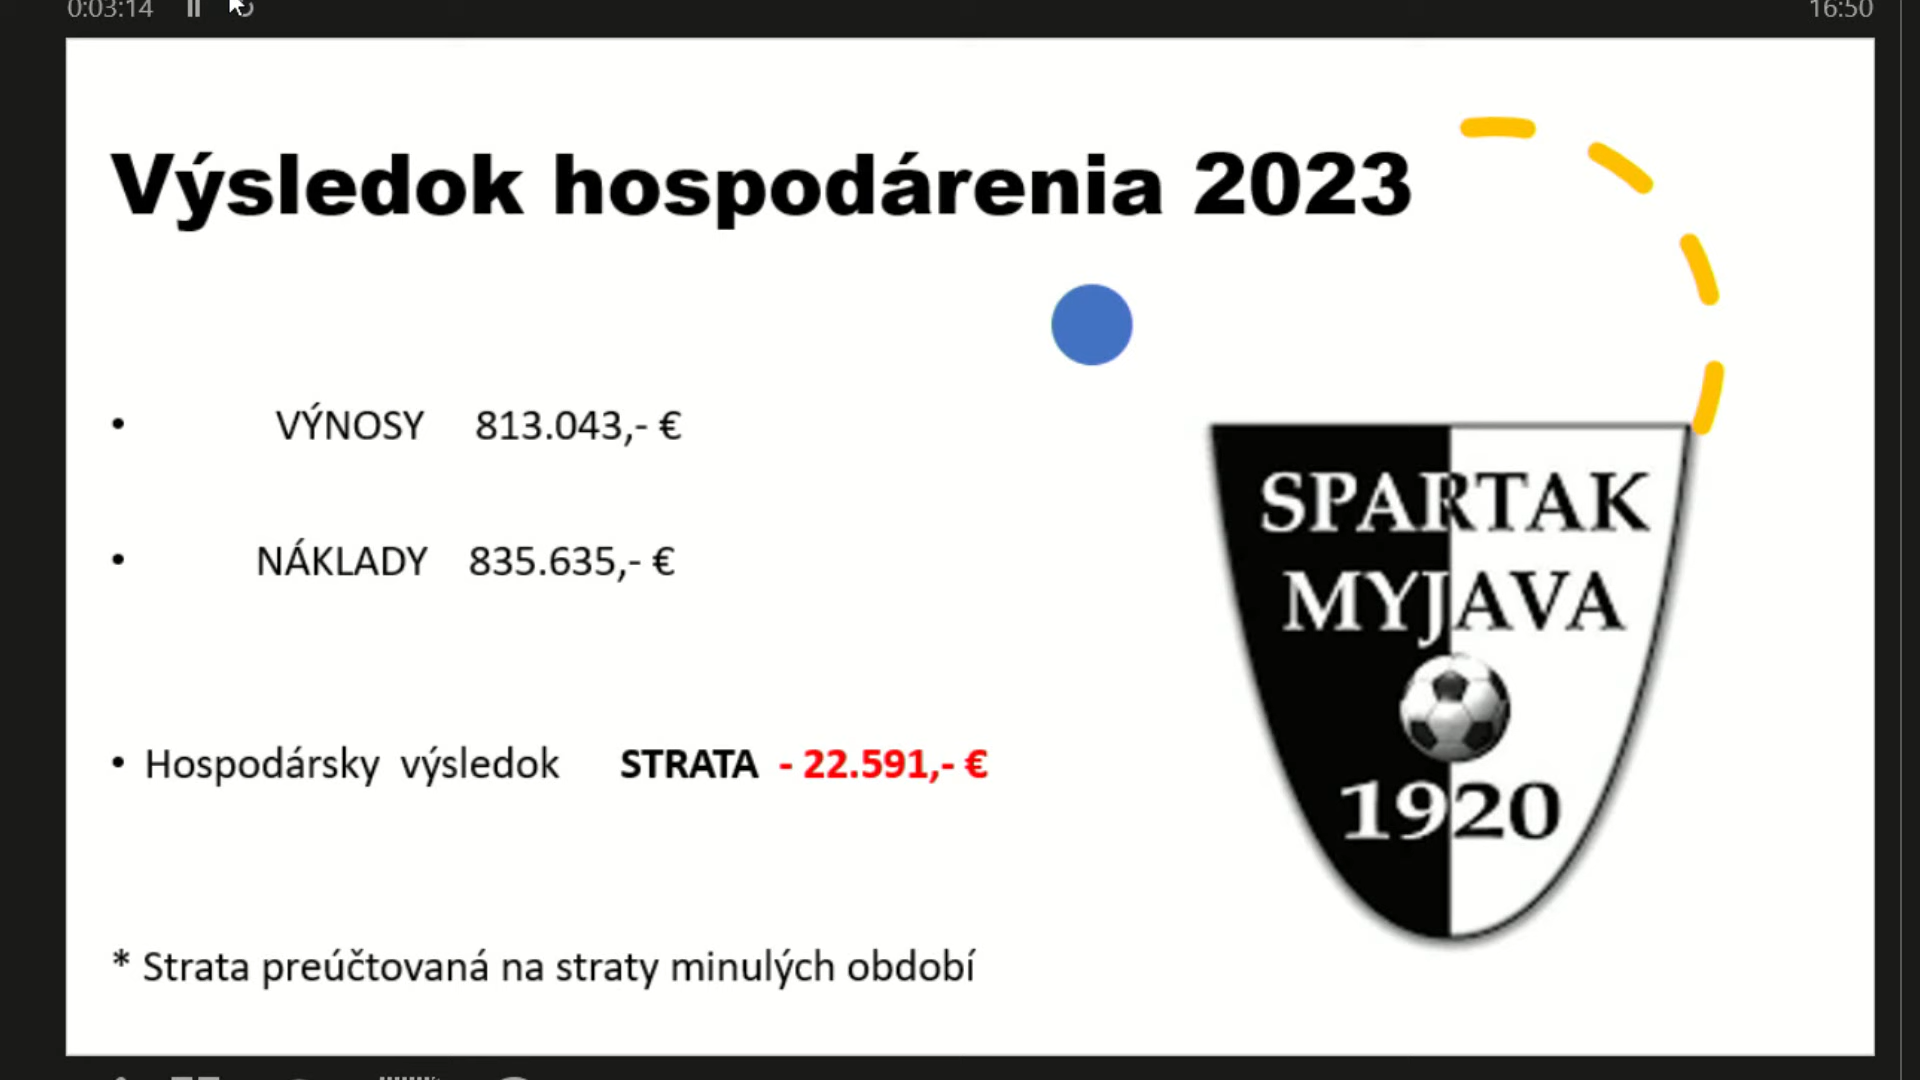 0:03:14
16:50
Výsledok hospodárenia 2023
• VÝNOSY 813.043,- €
• NÁKLADY 835.635,- €
• Hospodársky výsledok STRATA - 22.591,- €
* Strata preúčtovaná na straty minulých období
SPARTAK
MYJAVA
1920